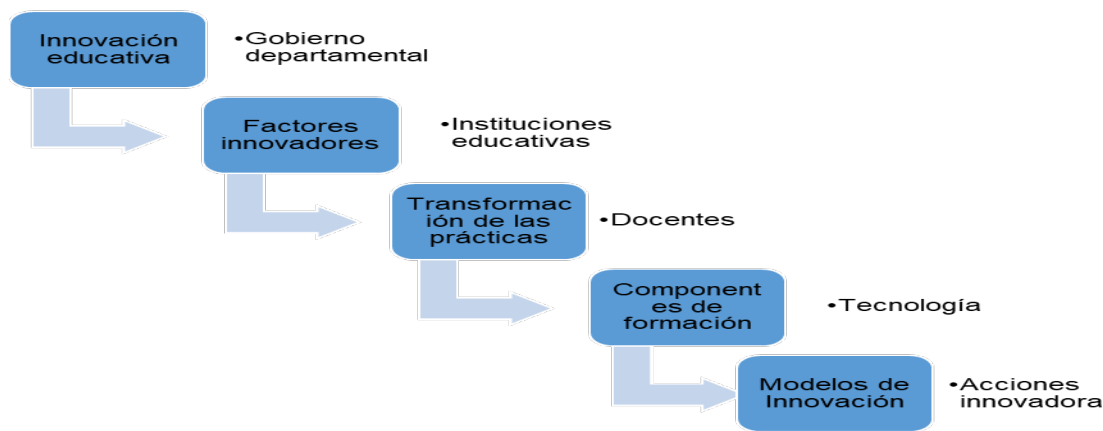 Innovación
educativa
•Gobierno
departamental
Factores
innovadores
•Instituciones
educativas
Transformac
ión de las
prácticas
•Docentes
Component
es de
formación
•Tecnología
Modelos de
Innovación
•Acciones
innovadora